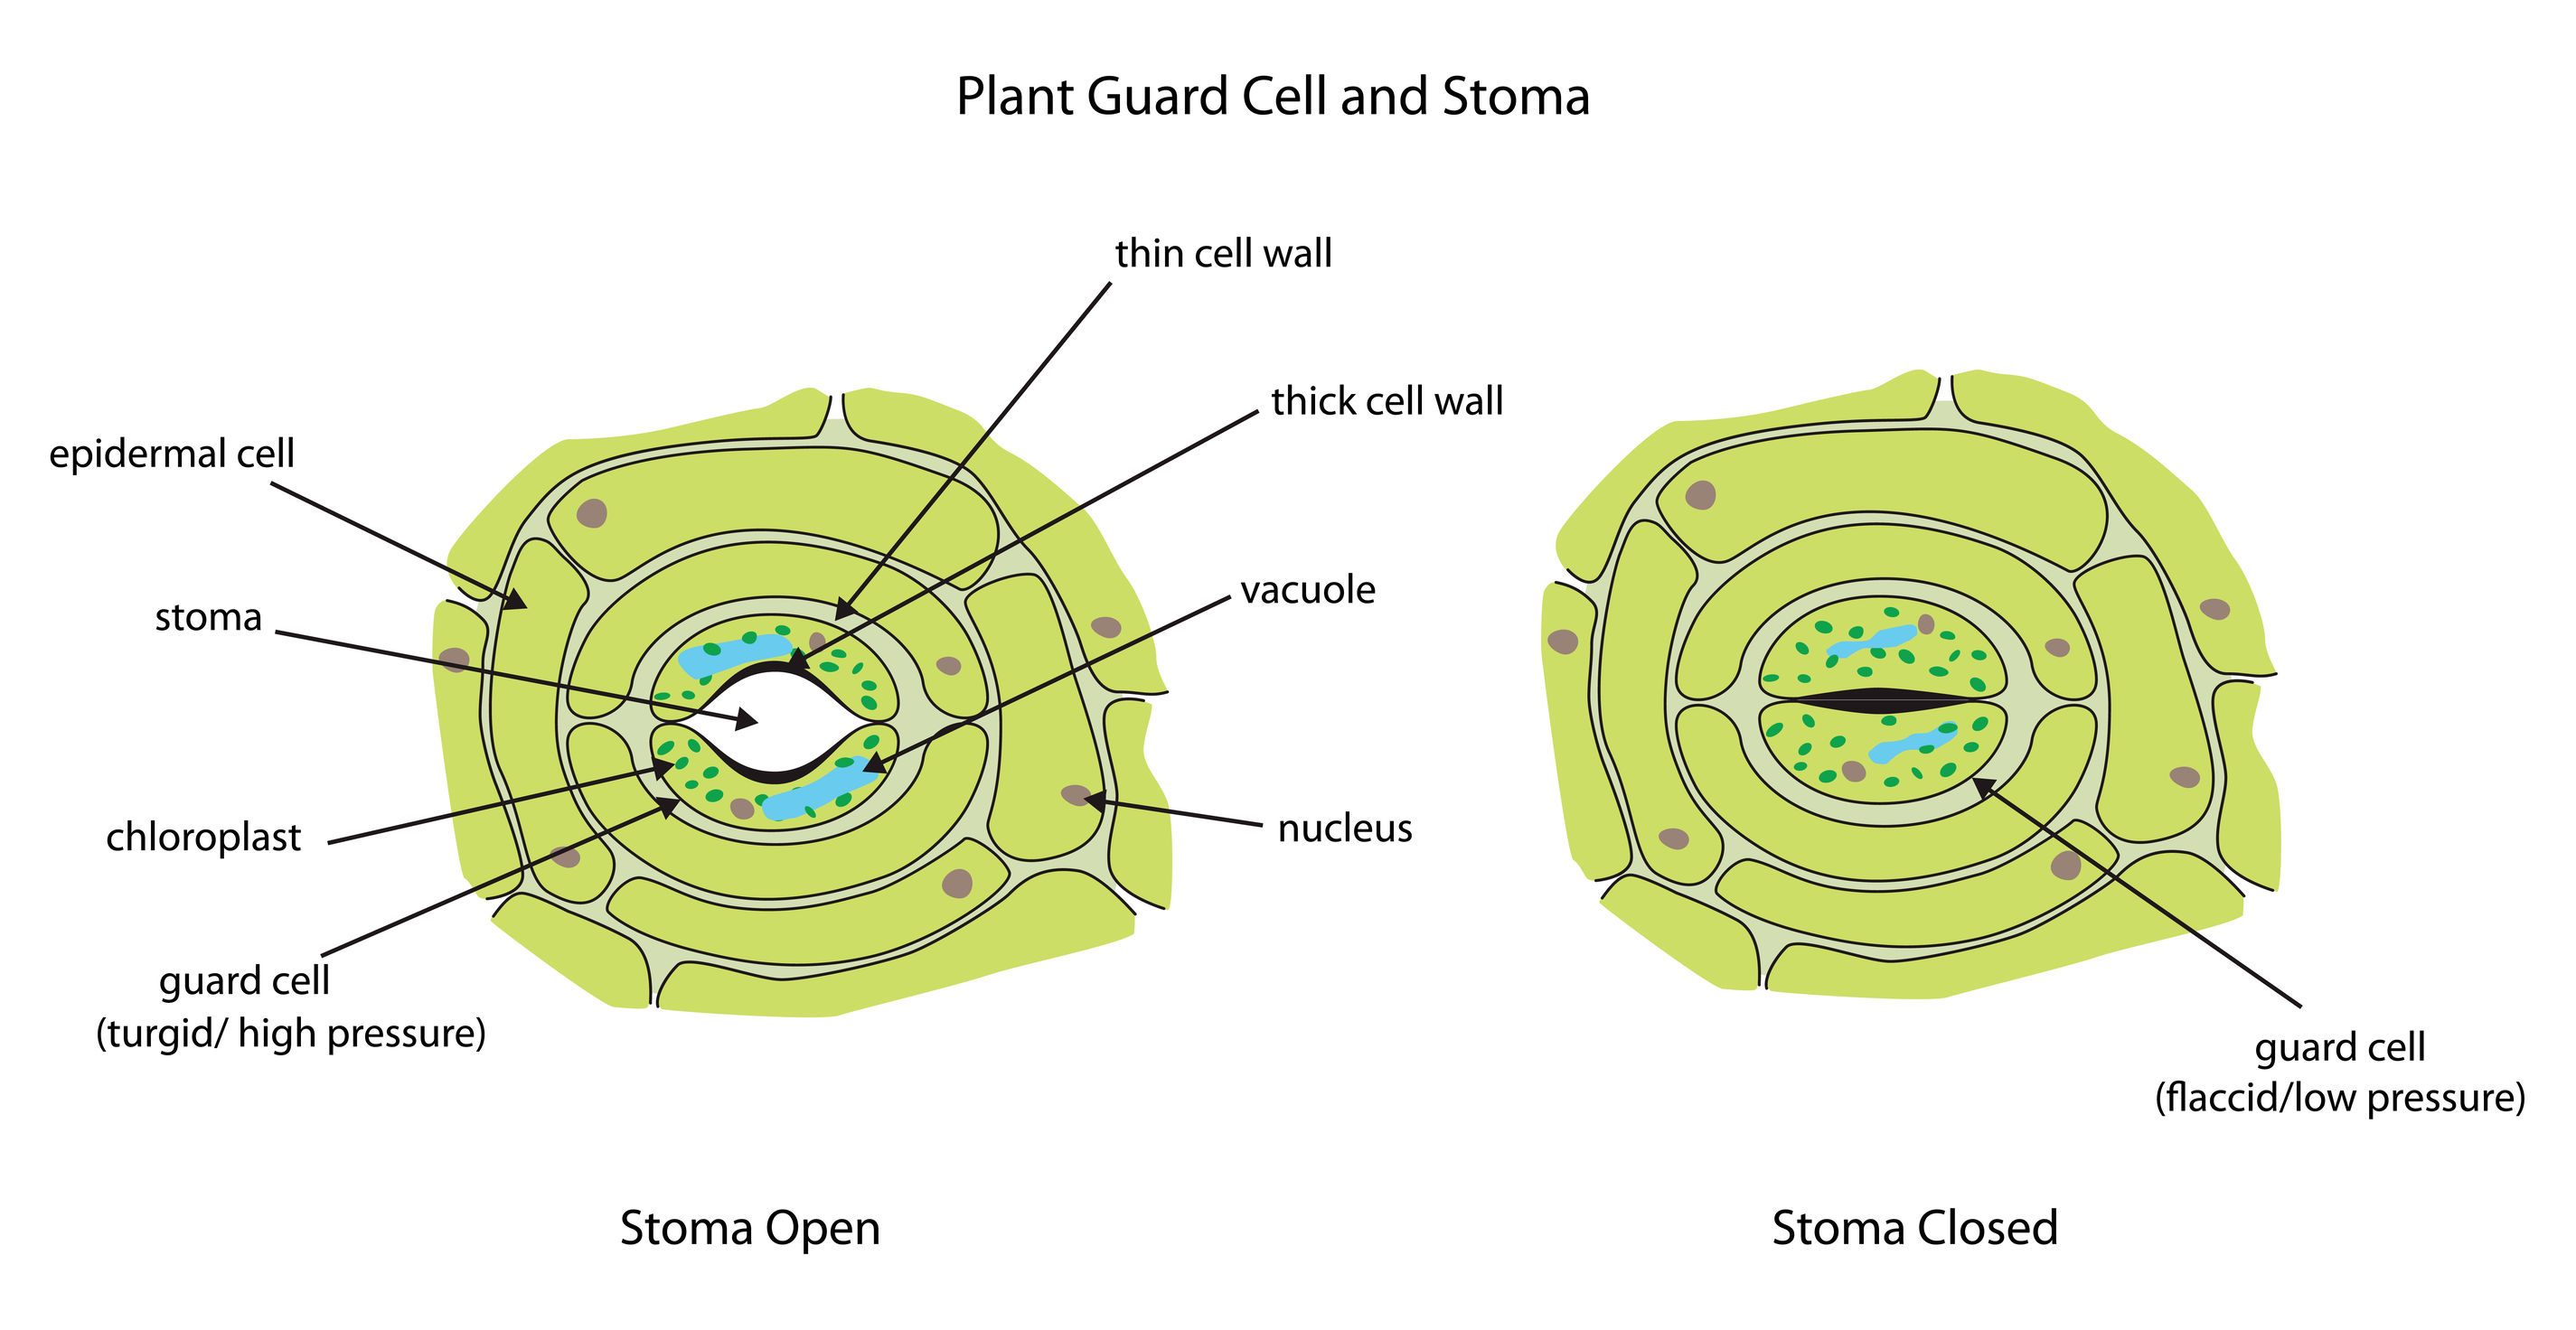 Plant Guard Cell and Stoma
thin cell wall
thick cell wall
epidermal cell
vacuole
stoma
chloroplast
nucleus
guard cell
(turgid/ high pressure)
guard cell
(flaccid/low pressure)
Stoma Open
Stoma Closed